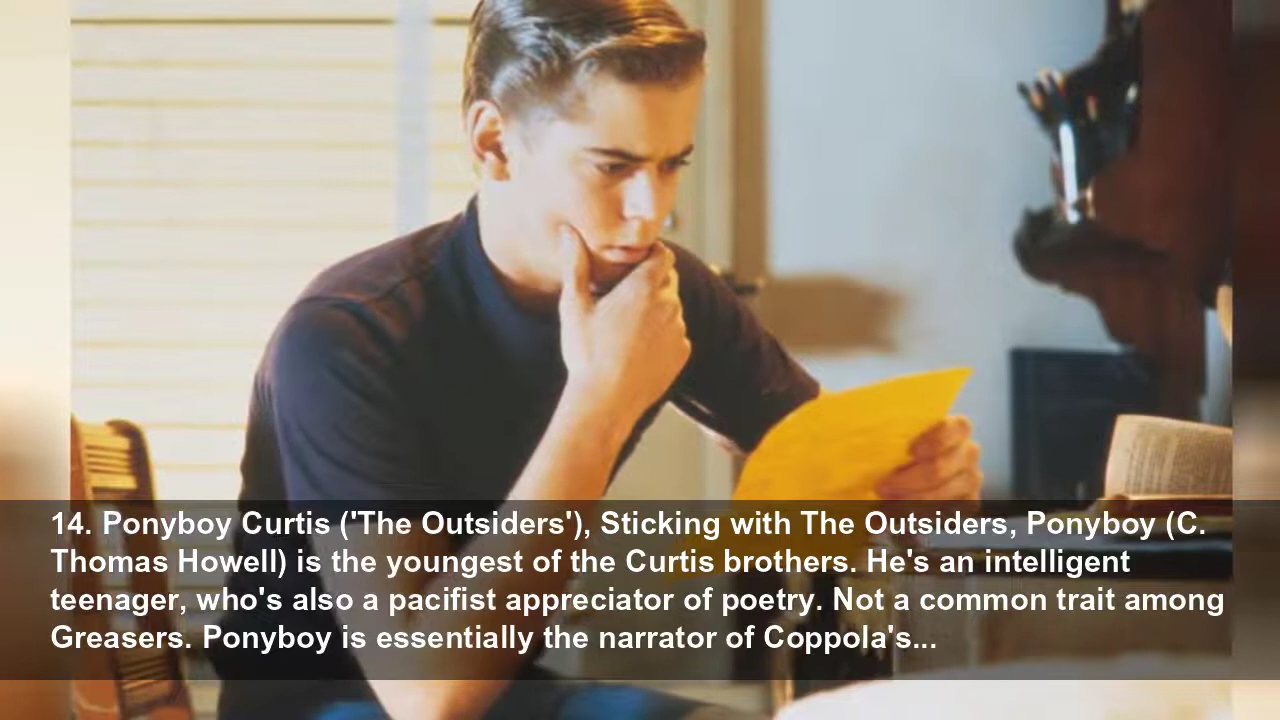 14. Ponyboy Curtis ('The Outsiders'), Sticking with The Outsiders, Ponyboy (C.
Thomas Howell) is the youngest of the Curtis brothers. He's an intelligent
teenager, who's also a pacifist appreciator of poetry. Not a common trait among
Greasers. Ponyboy is essentially the narrator of Coppola's...